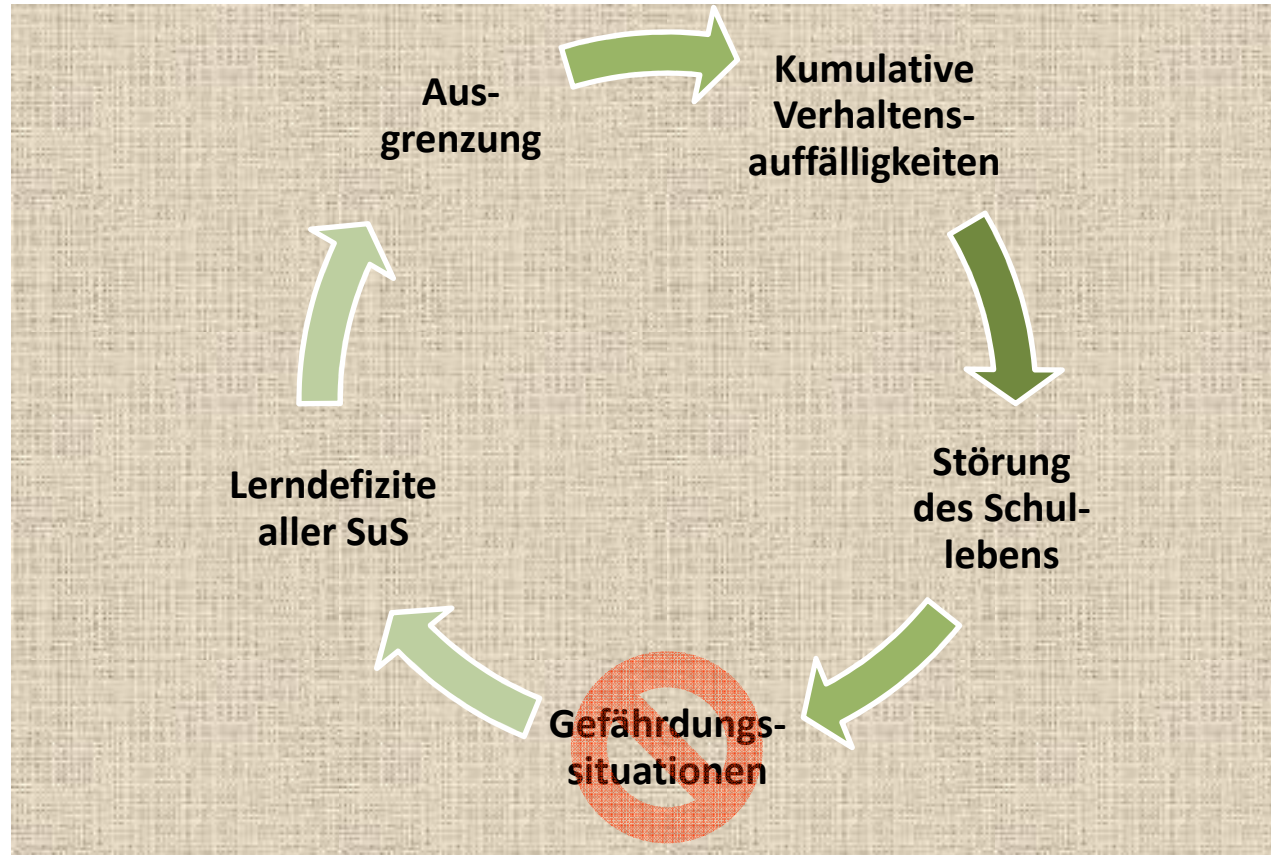 Aus-
grenzung
Kumulative
Verhaltens-
auffälligkeiten
Störung
des Schul-
lebens
Gefährdungs-
situationen
Lerndefizite
aller SuS